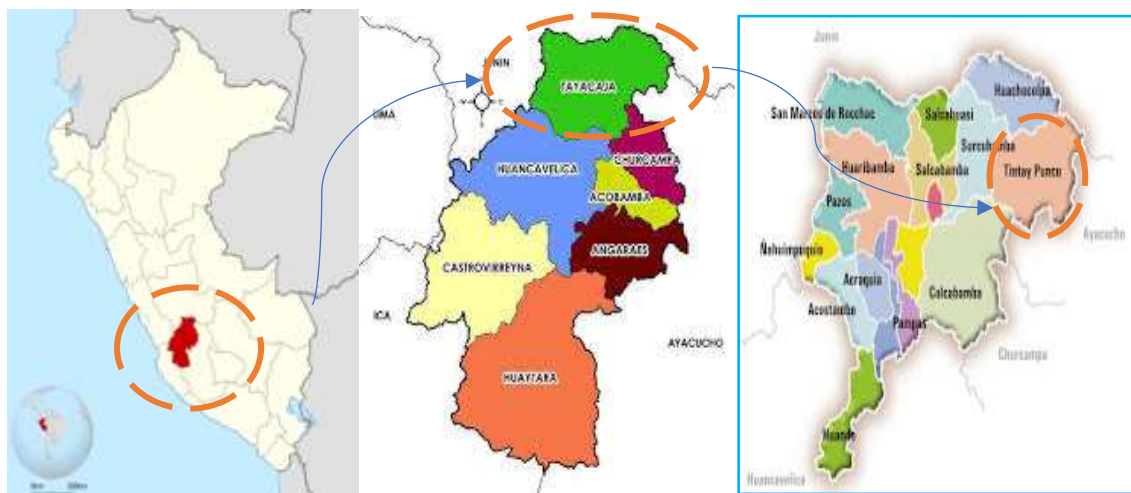 JUNIN
TAYACAJA
LIMA
HUANCAVELICA
CHURCAMPA
ACOBAMBA
ANGARAES
CASTROVIRREYNA
ICA
AYACUCHO
HUAYTARA
Junín
Huachocolpa
San Marcos de Rocchac
Salcahuasi
Surcubamba
Huaribamba
Salcabamba
Tintay Puncu
Pazos
Ayacucho
Ñahuimpuquio
Acraquia
Colcabamba
Acostambo
Pampas
Churcampa
Huando
Huancavelica